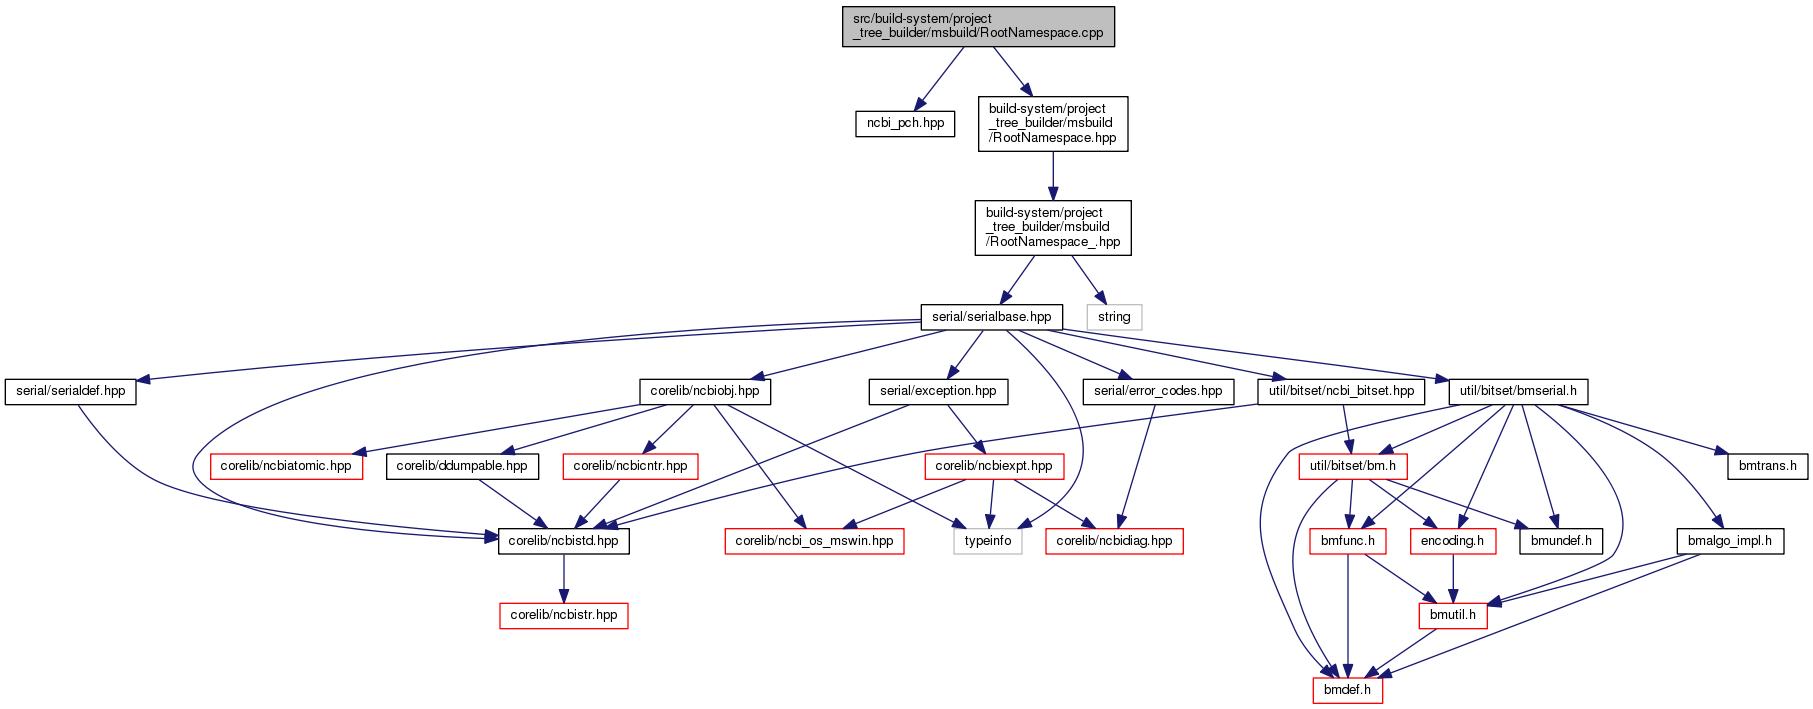 src/build-system/project
_tree_builder/msbuild/RootNamespace.cpp
ncbi_pch.hpp
build-system/project
_tree_builder/msbuild
/RootNamespace.hpp
build-system/project
_tree_builder/msbuild
/RootNamespace_.hpp
serial/serialbase.hpp
string
serial/serialdef.hpp
corelib/ncbiobj.hpp
serial/exception.hpp
serial/error_codes.hpp
util/bitset/ncbi_bitset.hpp
util/bitset/bmserial.h
corelib/ncbiatomic.hpp
corelib/ddumpable.hpp
corelib/ncbicntr.hpp
corelib/ncbiexpt.hpp
util/bitset/bm.h
bmtrans.h
corelib/ncbistd.hpp
corelib/ncbi_os_mswin.hpp
typeinfo
corelib/ncbidiag.hpp
bmfunc.h
encoding.h
bmundef.h
bmalgo_impl.h
corelib/ncbistr.hpp
bmutil.h
bmdef.h